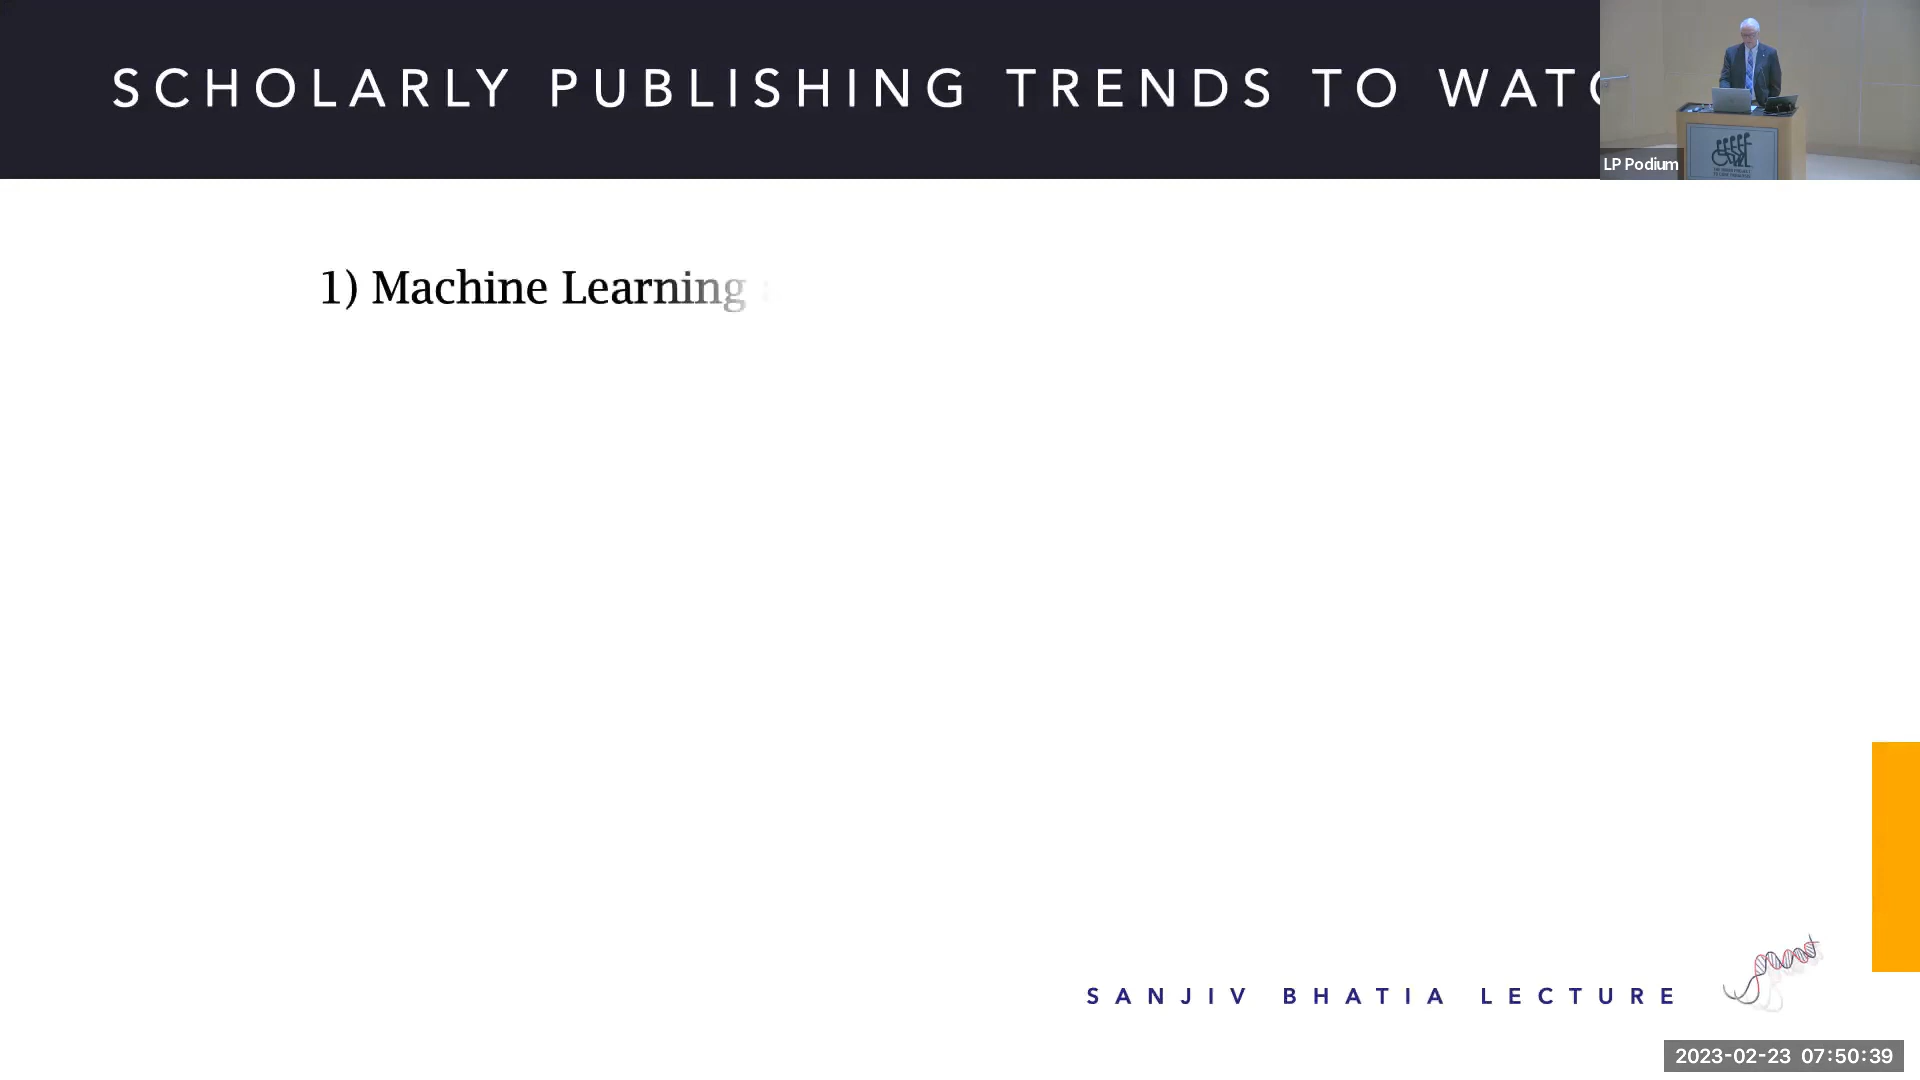 SCHOLARLY PUBLISHING TRENDS TO WATC
LP Podium
1) Machine Learning
SANJIV BHATIA LECTURE
2023-02-23 07:50:39